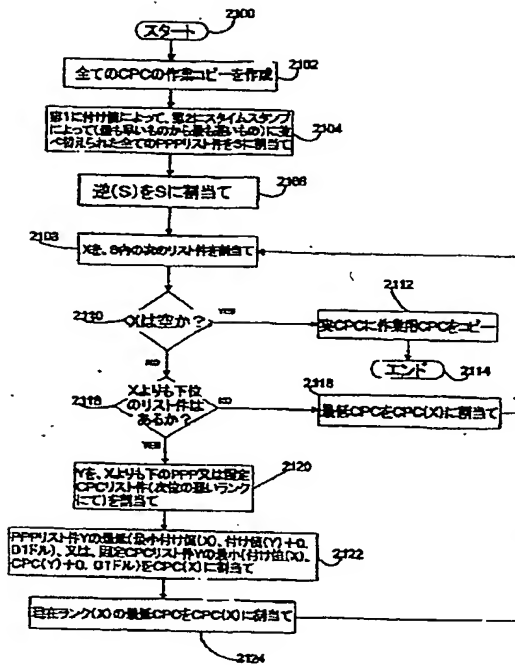 2100
スタート
2102
全てのCPCの作業コピーを作成
第1に付け値によって、第2にスタイムスタンプ
によって(最も早いものから最も遅いもの)に並
べ替えられた全てのPPPリスト件をSに割当て
2104
2106
逆(S)をSに割当て
2108
Xを、S内の次のリスト件を割当て
2110
Xは空か?
YES
2112
実CPCに作業用CPCをコピー
エンド
2114
NO
2116
Xよりも下位
のリスト件は
あるか?
NO
2118
最低CPCをCPC(X)に割当て
YES
2120
Yを、Xよりも下のPPP又は固定
CPCリスト件(次位の悪いランク
にて)を割当て
2122
PPPリスト件Yの最低(最小付け値(X)、付け値(Y)+0.
01ドル)、又は、固定CPCリスト件Yの最小(付け値(X)、
CPC(Y)+0.01ドル)をCPC(X)に割当て
現在ランク(X)の最低CPCをCPC(X)に割当て
2124